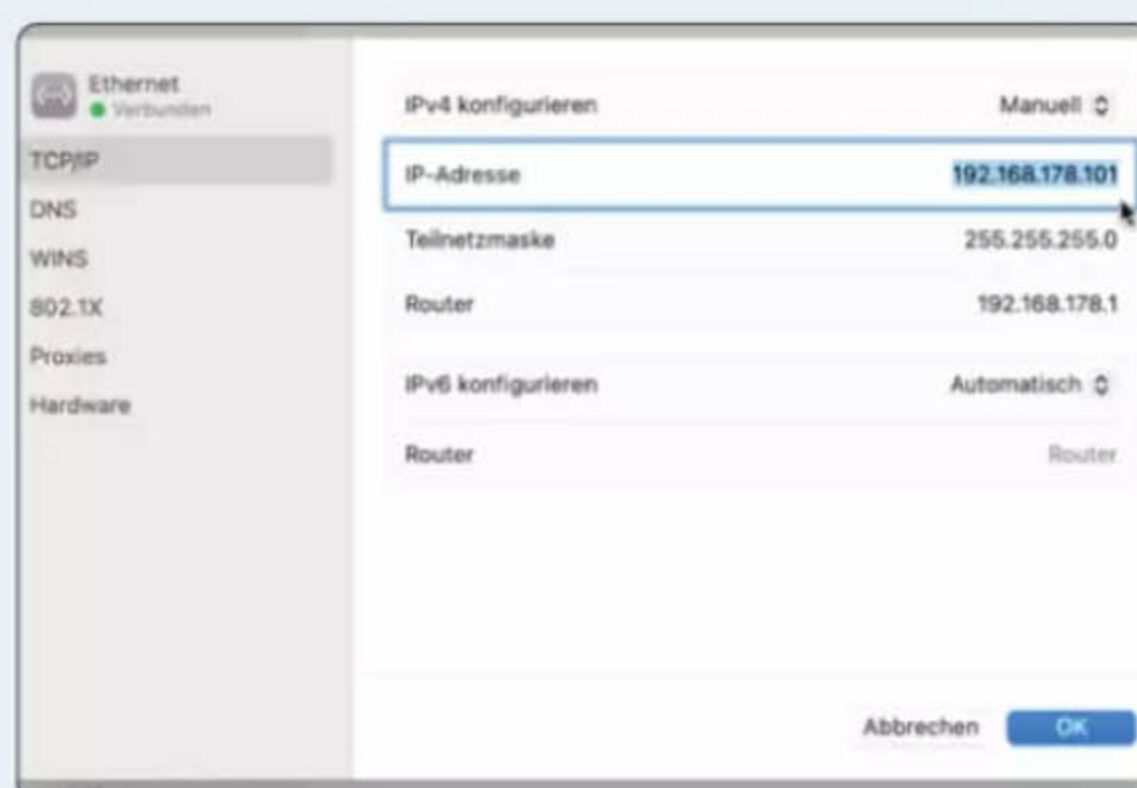 Ethernet
Verbunden
TCP/IP
DNS
WINS
802.1X
Proxies
Hardware
IPv4 konfigurieren Manuell
IP-Adresse 192.168.178.101
Teilnetzmaske 255.255.255.0
Router 192.168.178.1
IPv6 konfigurieren Automatisch
Router Router
Abbrechen OK